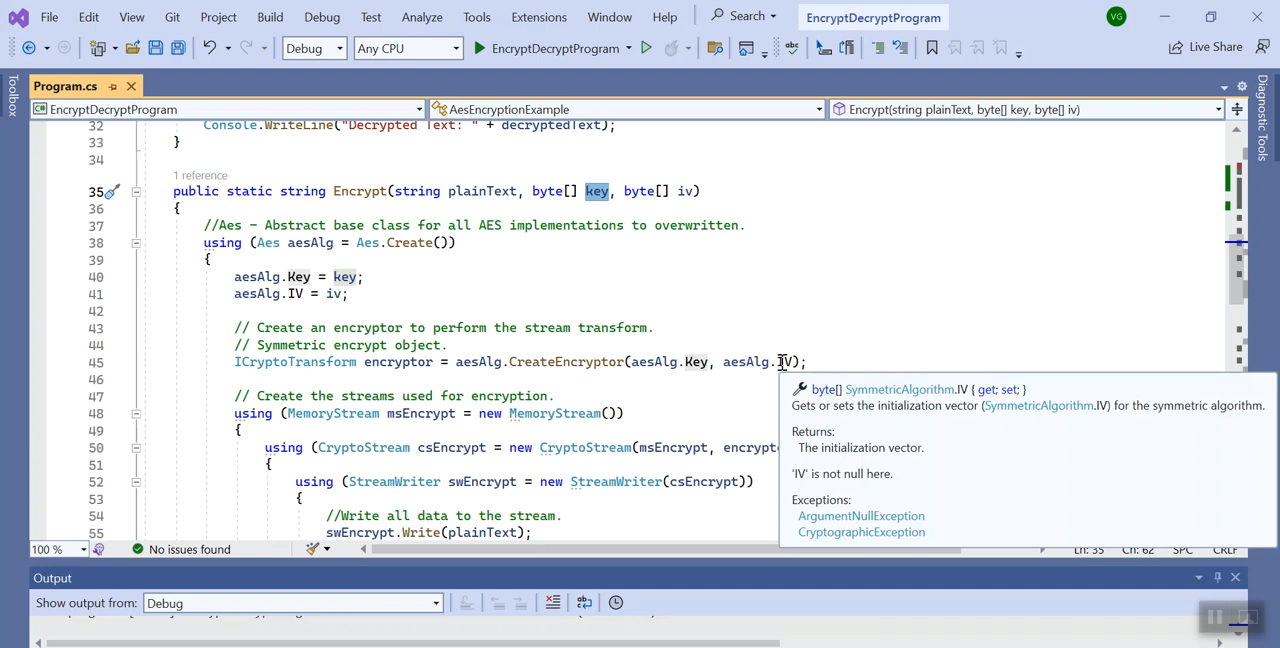 File Edit View Git Project Build Debug Test Analyze Tools Extensions Window Help Search EncryptDecryptProgram VG
Debug Any CPU EncryptDecryptProgram Live Share
Toolbox
Program.cs
Diagnostic Tools
EncryptDecryptProgram AesEncryptionExample Encrypt(string plainText, byte[] key, byte[] iv)
32 Console.WriteLine("Decrypted Text: " + decryptedText);
33 }
34
1 reference
35 public static string Encrypt(string plainText, byte[] key, byte[] iv)
36 {
37 //Aes - Abstract base class for all AES implementations to overwritten.
38 using (Aes aesAlg = Aes.Create())
39 {
40 aesAlg.Key = key;
41 aesAlg.IV = iv;
42
43 // Create an encryptor to perform the stream transform.
44 // Symmetric encrypt object.
45 ICryptoTransform encryptor = aesAlg.CreateEncryptor(aesAlg.Key, aesAlg.IV);
46
47 // Create the streams used for encryption.
48 using (MemoryStream msEncrypt = new MemoryStream())
49 {
50 using (CryptoStream csEncrypt = new CryptoStream(msEncrypt, encrypto
51 {
52 using (StreamWriter swEncrypt = new StreamWriter(csEncrypt))
53 {
54 //Write all data to the stream.
55 swEncrypt.Write(plainText);
byte[] SymmetricAlgorithm.IV { get; set; }
Gets or sets the initialization vector (SymmetricAlgorithm.IV) for the symmetric algorithm.
Returns:
The initialization vector.
'IV' is not null here.
Exceptions:
ArgumentNullException
CryptographicException
100 % No issues found Ln: 35 Ch: 62 SPC CRLF
Output
Show output from: Debug